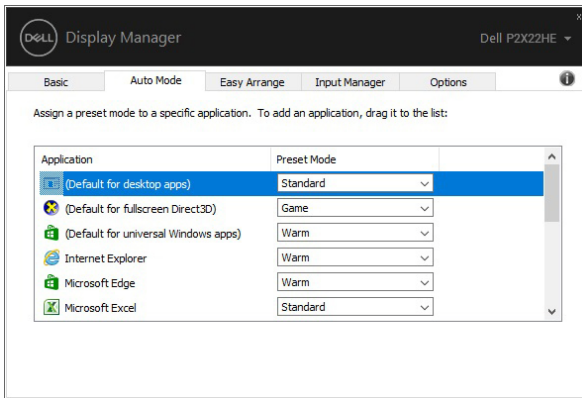 DELL Display Manager
Dell P2X22HE
Basic Auto Mode Easy Arrange Input Manager Options
Assign a preset mode to a specific application. To add an application, drag it to the list:
Application Preset Mode
(Default for desktop apps) Standard
(Default for fullscreen Direct3D) Game
(Default for universal Windows apps) Warm
Internet Explorer Warm
Microsoft Edge Warm
Microsoft Excel Standard